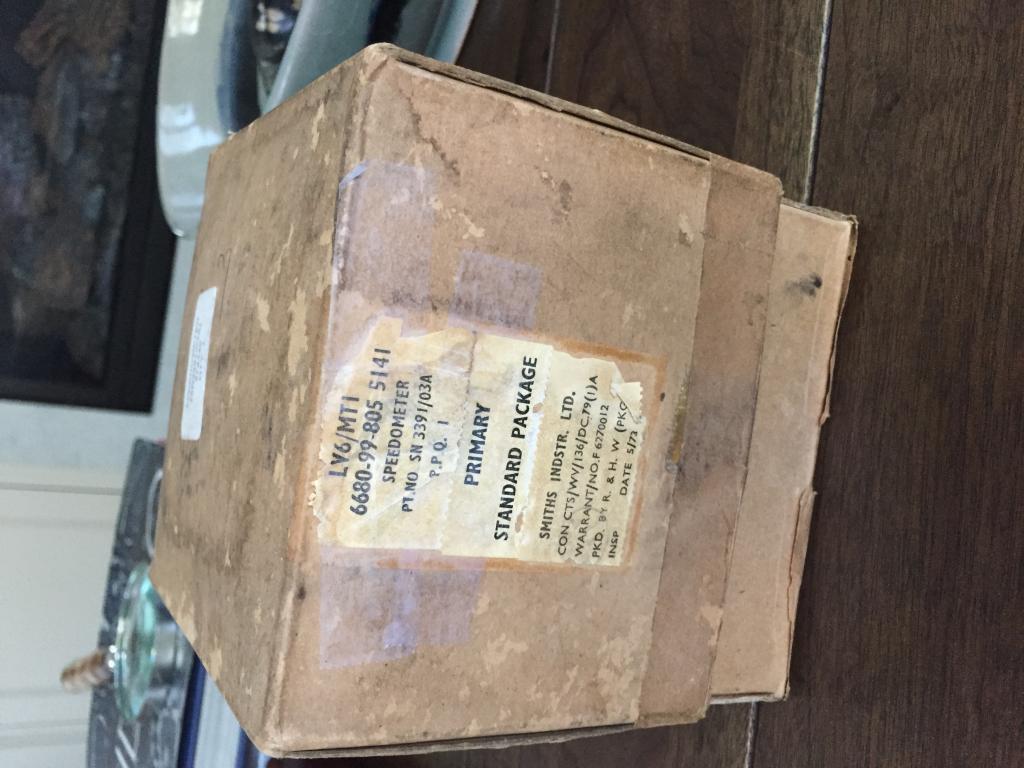 LV6/MT1
6680-99-805 5141
SPEEDOMETER
PT.NO SN 3391/03A
P.P.Q. 1
PRIMARY
STANDARD PACKAGE
SMITHS INDSTR. LTD.
CON CTS/WV/136/DC.79(1)A
WARRANT/NO.F 6270012
PKD. BY R. & H. W (PKG
INSP DATE 5/73